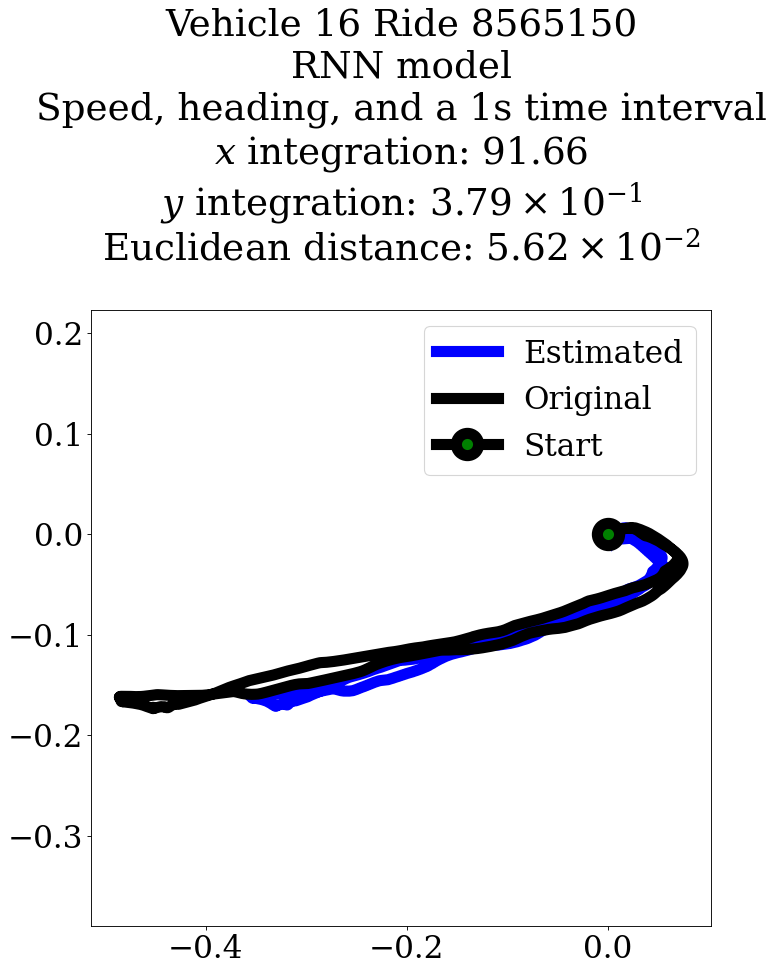 Vehicle 16 Ride 8565150
RNN model
Speed, heading, and a 1s time interval
x integration: 91.66
y integration: 3.79 × 10⁻¹
Euclidean distance: 5.62 × 10⁻²
Estimated
Original
Start
0.2
0.1
0.0
−0.1
−0.2
−0.3
−0.4
−0.2
0.0